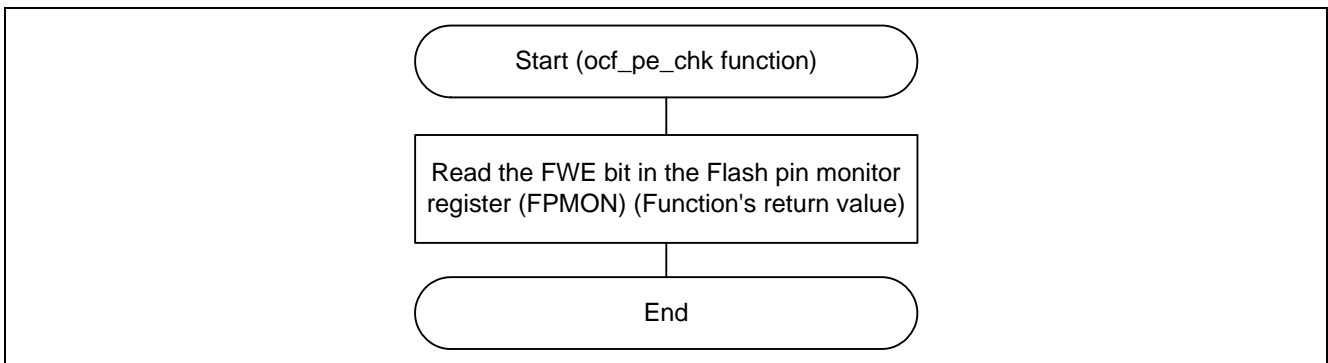 Start (ocf_pe_chk function)
Read the FWE bit in the Flash pin monitor
register (FPMON) (Function's return value)
End